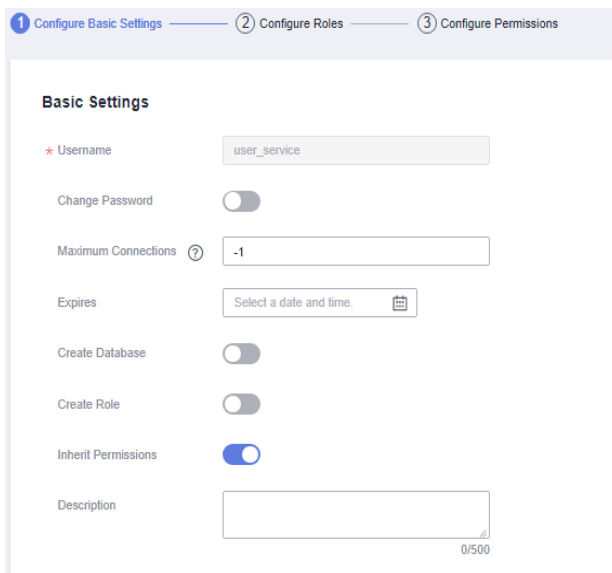 1 Configure Basic Settings 2 Configure Roles 3 Configure Permissions
Basic Settings
* Username user_service
Change Password
Maximum Connections ? -1
Expires Select a date and time.
Create Database
Create Role
Inherit Permissions
Description
0/500